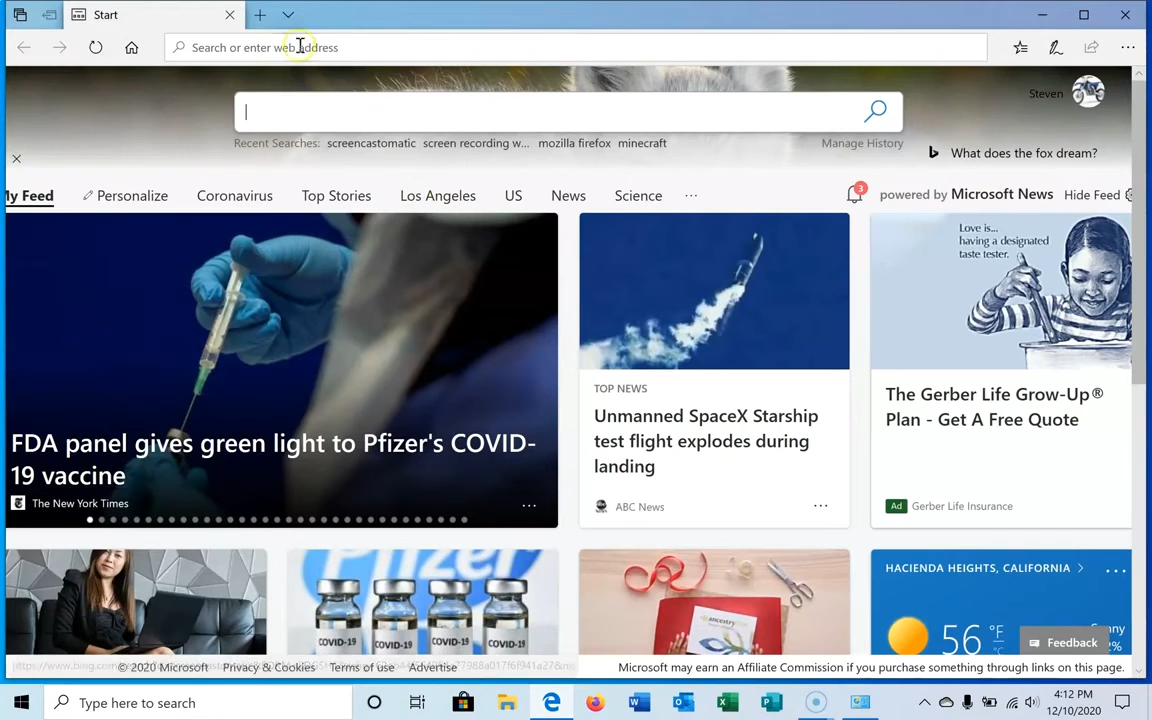 Start
Search or enter web address
Steven
Recent Searches: screencastomatic screen recording w... mozilla firefox minecraft Manage History
What does the fox dream?
My Feed Personalize Coronavirus Top Stories Los Angeles US News Science ... 3 powered by Microsoft News Hide Feed
Love is...
having a designated
taste tester.
FDA panel gives green light to Pfizer's COVID-
19 vaccine
The New York Times
TOP NEWS
Unmanned SpaceX Starship
test flight explodes during
landing
ABC News
The Gerber Life Grow-Up®
Plan - Get A Free Quote
Ad Gerber Life Insurance
Pfizer
COVID-19 COVID-19 COVID-19 COVID-19
ancestry
HACIENDA HEIGHTS, CALIFORNIA
56 °F
°C
Sunny
Feedback
© 2020 Microsoft Privacy & Cookies Terms of use Advertise
Microsoft may earn an Affiliate Commission if you purchase something through links on this page.
Type here to search
4:12 PM
12/10/2020